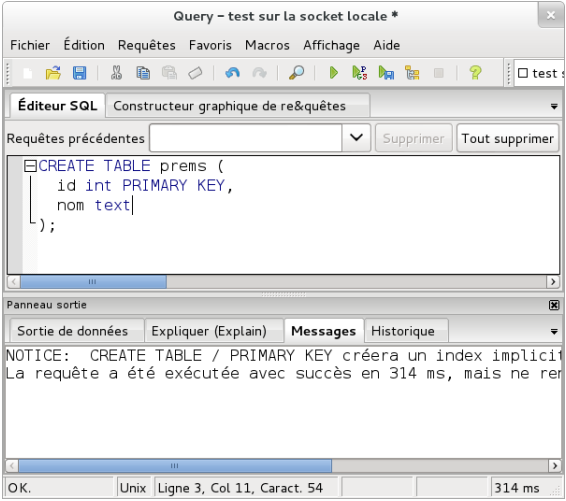 Query – test sur la socket locale *
Fichier Édition Requêtes Favoris Macros Affichage Aide
test
Éditeur SQL Constructeur graphique de re&quêtes
Requêtes précédentes Supprimer Tout supprimer
CREATE TABLE prems (
id int PRIMARY KEY,
nom text
);
Panneau sortie
Sortie de données Expliquer (Explain) Messages Historique
NOTICE: CREATE TABLE / PRIMARY KEY créera un index implicit
La requête a été exécutée avec succès en 314 ms, mais ne rer
OK. Unix Ligne 3, Col 11, Caract. 54 314 ms